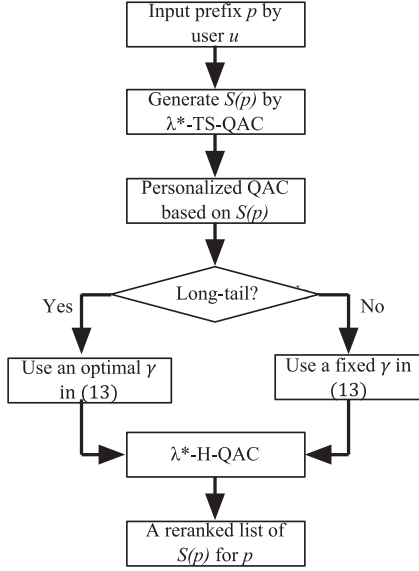 Input prefix p by
user u
Generate S(p) by
λ*-TS-QAC
Personalized QAC
based on S(p)
Long-tail?
Yes
No
Use an optimal γ
in (13)
Use a fixed γ in
(13)
λ*-H-QAC
A reranked list of
S(p) for p